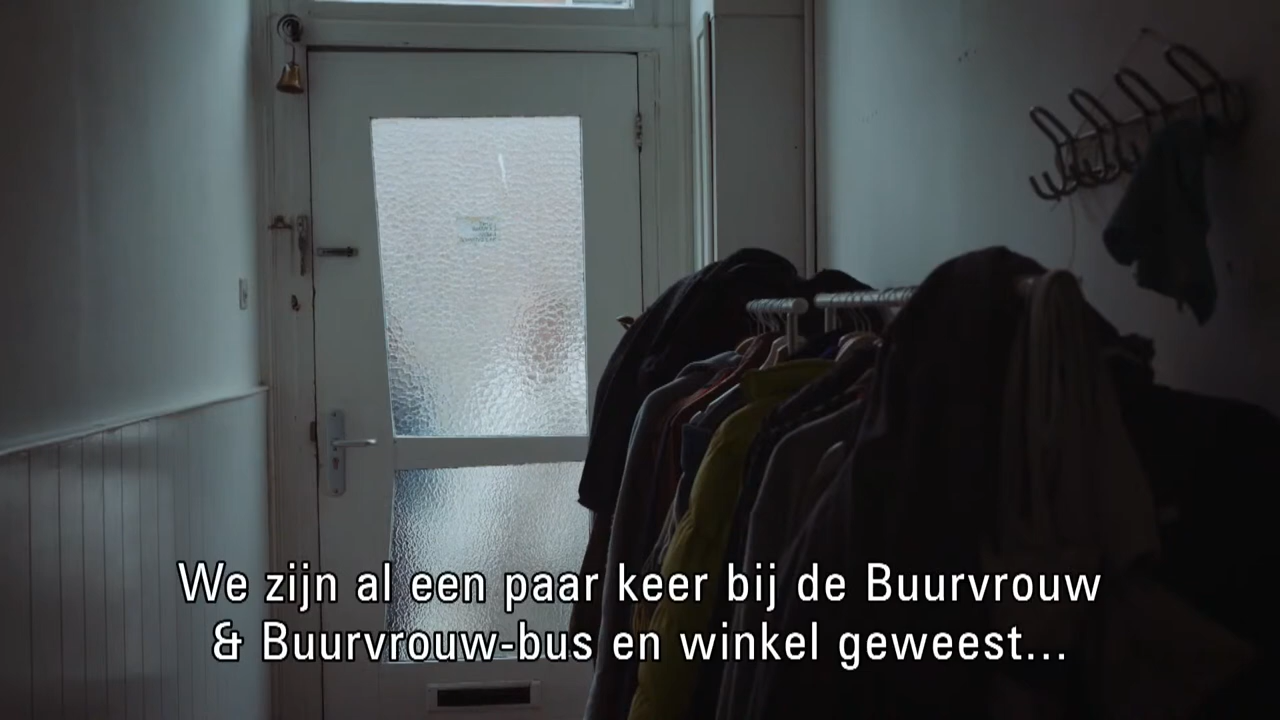 We zijn al een paar keer bij de Buurvrouw
& Buurvrouw-bus en winkel geweest...